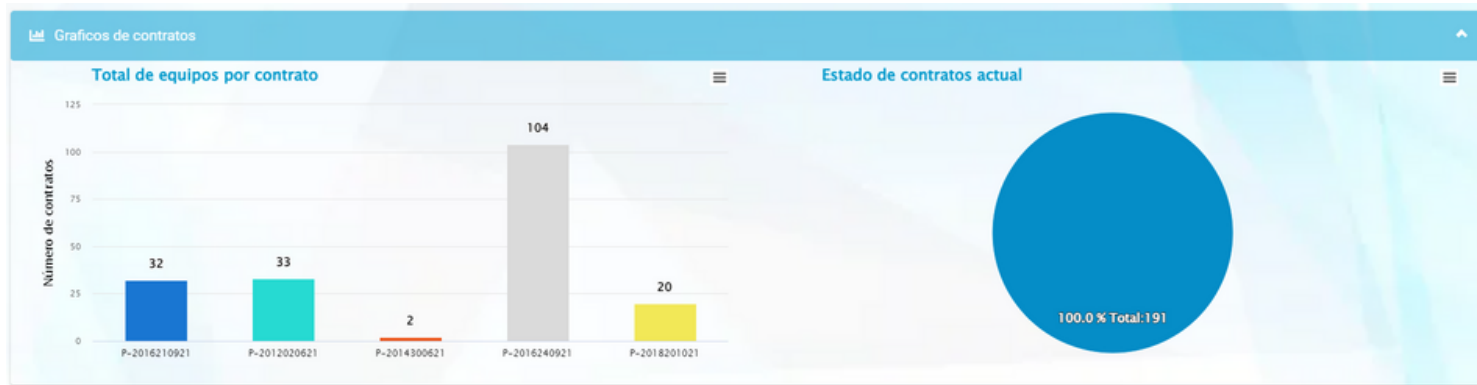 Graficos de contratos
Total de equipos por contrato
Número de contratos
125
100
75
50
25
0
32
33
2
104
20
P-2016210921
P-2012020621
P-2014300621
P-2016240921
P-2018201021
Estado de contratos actual
100.0 % Total:191